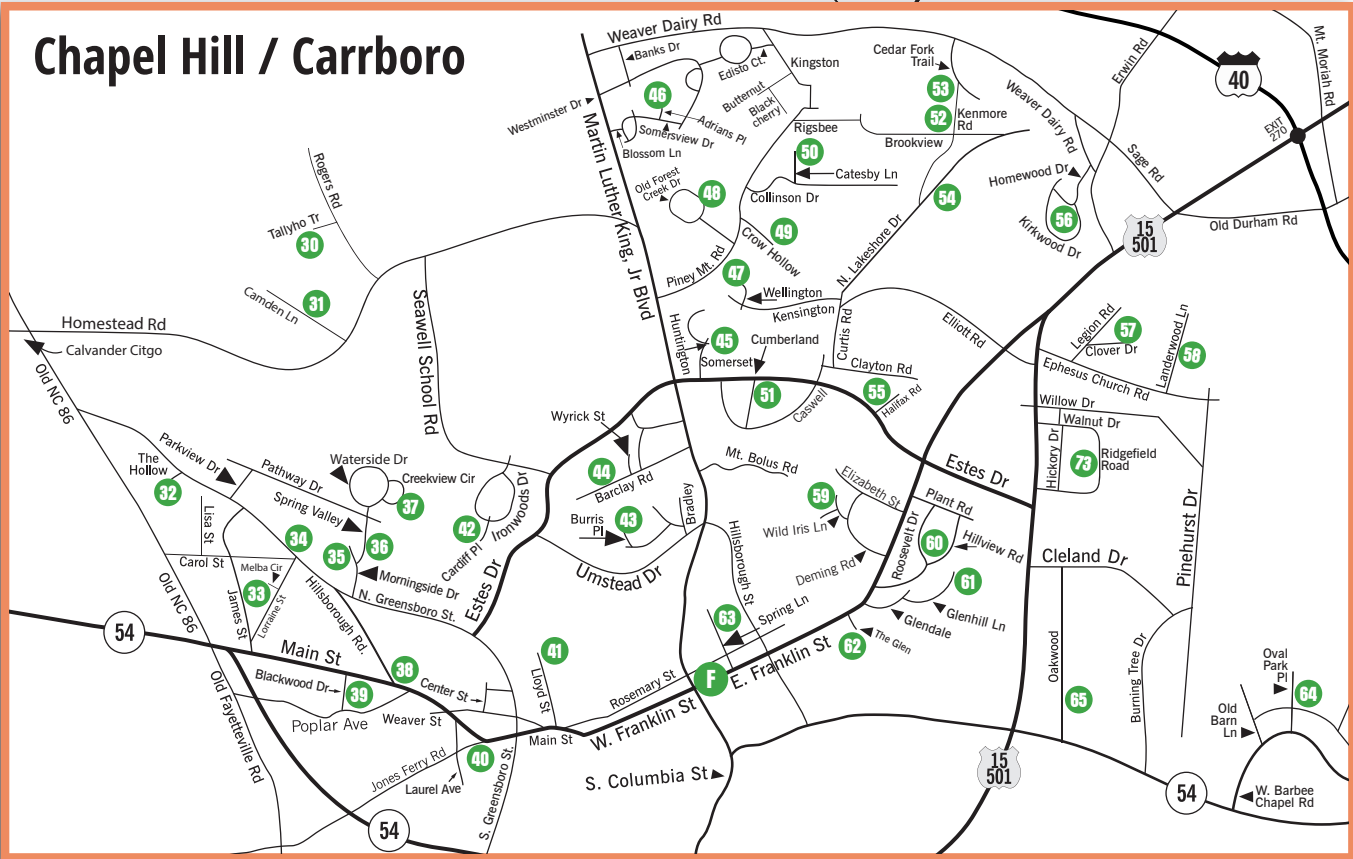 Chapel Hill / Carrboro
Weaver Dairy Rd
Banks Dr
Edisto Ct.
Kingston
Cedar Fork
Trail
53
52
Kenmore
Rd
Erwin Rd
40
Mt. Moriah Rd
EXIT
270
Westminster Dr
46
Butternut
Black
cherry
Adrians Pl
Somersview Dr
Blossom Ln
Rigsbee
Brookview
Weaver Dairy Rd
Sage Rd
Martin Luther King, Jr Blvd
50
Catesby Ln
Homewood Dr
Rogers Rd
Old Forest
Creek Dr
48
Collinson Dr
54
56
Kirkwood Dr
15
501
Old Durham Rd
Tallyho Tr
30
49
Crow Hollow
N. Lakeshore Dr
Piney Mt. Rd
47
Wellington
Kensington
Camden Ln
31
Seawell School Rd
Homestead Rd
Calvander Citgo
Old NC 86
Huntington
45
Somerset
Cumberland
Curtis Rd
Elliott Rd
Legion Rd
57
Clover Dr
Landerwood Ln
58
Ephesus Church Rd
Clayton Rd
51
Caswell
55
Halifax Rd
Willow Dr
Walnut Dr
Hickory Dr
73
Ridgefield
Road
Wyrick St
Parkview Dr
The
Hollow
32
Pathway Dr
Waterside Dr
Creekview Cir
37
Spring Valley
44
Barclay Rd
Mt. Bolus Rd
Estes Dr
Elizabeth St
59
Wild Iris Ln
Plant Rd
Pinehurst Dr
Lisa St
34
35
36
42
Cardiff Pl
Ironwoods Dr
Burris
Pl
43
Bradley
Hillsborough St
Roosevelt Dr
60
Hillview Rd
Carol St
Melba Cir
33
Lorraine St
James St
Hillsborough Rd.
Morningside Dr
N. Greensboro St.
Estes Dr
Umstead Dr
Deming Rd
61
Glenhill Ln
Glendale
Cleland Dr
Old NC 86
54
Main St
63
Spring Ln
62
The Glen
Oakwood
Burning Tree Dr
Blackwood Dr
39
38
Center St
41
Lloyd St
Rosemary St
F
E. Franklin St
65
Oval
Park
Pl
64
Old Fayetteville Rd
Poplar Ave
Weaver St
Main St
W. Franklin St
Old
Barn
Ln
Jones Ferry Rd
40
Laurel Ave
S. Greensboro St.
S. Columbia St
15
501
54
W. Barbee
Chapel Rd
54